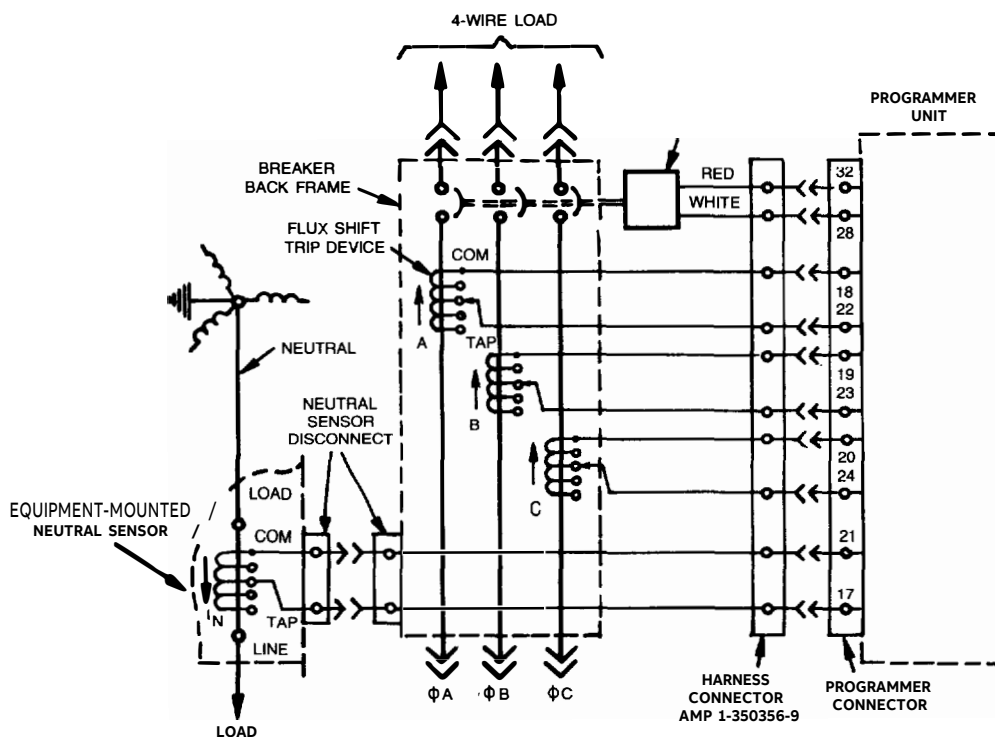 4-WIRE LOAD
PROGRAMMER
UNIT
BREAKER
BACK FRAME
RED
WHITE
32
28
FLUX SHIFT
TRIP DEVICE
COM
TAP
A
18
22
NEUTRAL
B
19
23
NEUTRAL
SENSOR
DISCONNECT
C
20
24
LOAD
EQUIPMENT-MOUNTED
NEUTRAL SENSOR
COM
21
N
TAP
17
LINE
LOAD
ΦA
ΦB
ΦC
HARNESS
CONNECTOR
AMP 1-350356-9
PROGRAMMER
CONNECTOR